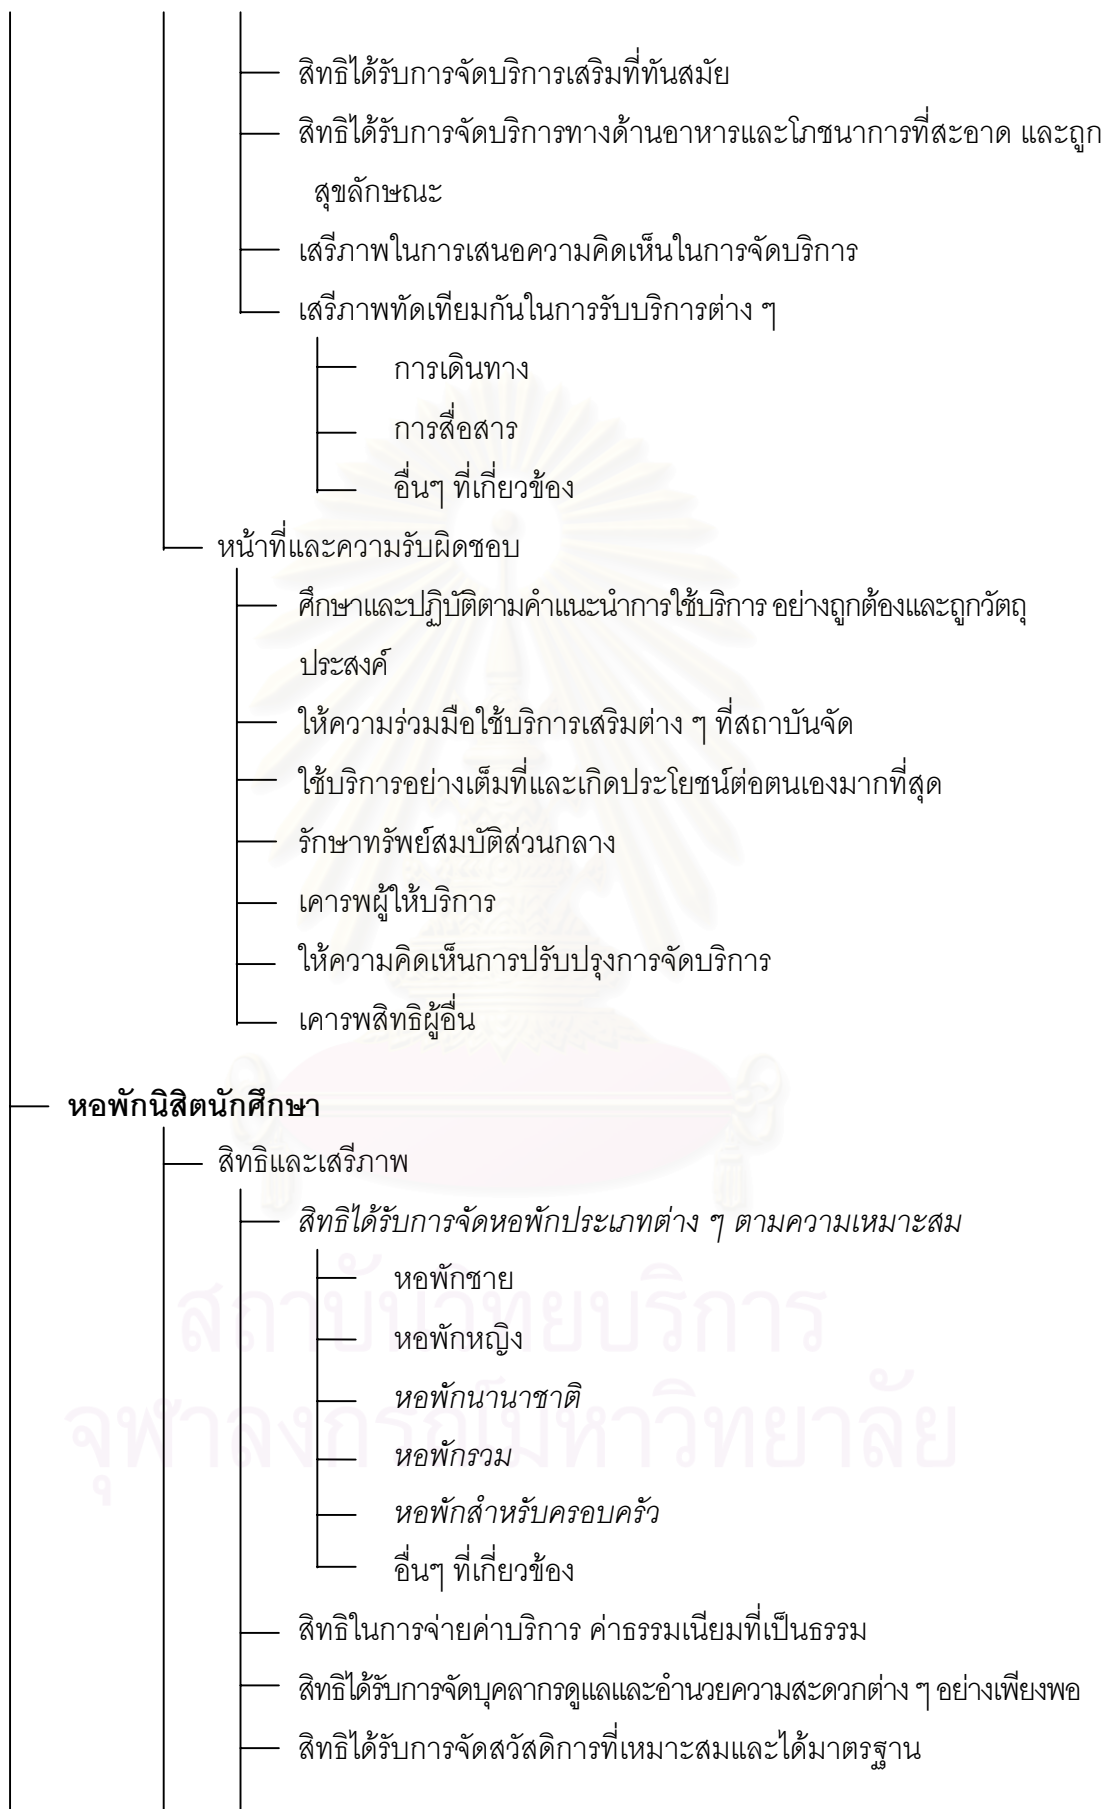 สิทธิได้รับการจัดบริการเสริมที่ทันสมัย
สิทธิได้รับการจัดบริการทางด้านอาหารและโภชนาการที่สะอาด และถูก
สุขลักษณะ
เสรีภาพในการเสนอความคิดเห็นในการจัดบริการ
เสรีภาพทัดเทียมกันในการรับบริการต่าง ๆ
การเดินทาง
การสื่อสาร
อื่นๆ ที่เกี่ยวข้อง
หน้าที่และความรับผิดชอบ
ศึกษาและปฏิบัติตามคำแนะนำการใช้บริการ อย่างถูกต้องและถูกวัตถุ
ประสงค์
ให้ความร่วมมือใช้บริการเสริมต่าง ๆ ที่สถาบันจัด
ใช้บริการอย่างเต็มที่และเกิดประโยชน์ต่อตนเองมากที่สุด
รักษาทรัพย์สมบัติส่วนกลาง
เคารพผู้ให้บริการ
ให้ความคิดเห็นการปรับปรุงการจัดบริการ
เคารพสิทธิผู้อื่น
หอพักนิสิตนักศึกษา
สิทธิและเสรีภาพ
สิทธิได้รับการจัดหอพักประเภทต่าง ๆ ตามความเหมาะสม
หอพักชาย
หอพักหญิง
หอพักนานาชาติ
หอพักรวม
หอพักสำหรับครอบครัว
อื่นๆ ที่เกี่ยวข้อง
สิทธิในการจ่ายค่าบริการ ค่าธรรมเนียมที่เป็นธรรม
สิทธิได้รับการจัดบุคลากรดูแลและอำนวยความสะดวกต่าง ๆ อย่างเพียงพอ
สิทธิได้รับการจัดสวัสดิการที่เหมาะสมและได้มาตรฐาน
สถาบันวิทยบริการ
จุฬาลงกรณ์มหาวิทยาลัย